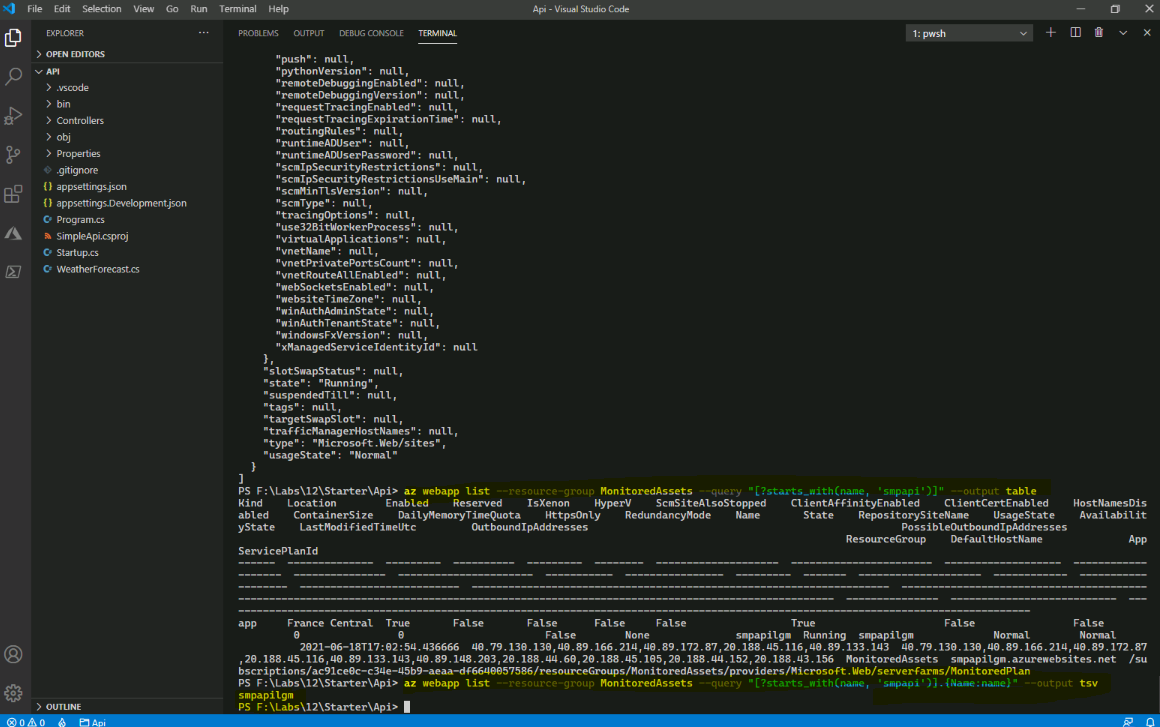 File Edit Selection View Go Run Terminal Help
Api - Visual Studio Code
EXPLORER
OPEN EDITORS
API
.vscode
bin
Controllers
obj
Properties
.gitignore
appsettings.json
appsettings.Development.json
Program.cs
SimpleApi.csproj
Startup.cs
WeatherForecast.cs
OUTLINE
PROBLEMS OUTPUT DEBUG CONSOLE TERMINAL
1: pwsh
"push": null,
"pythonVersion": null,
"remoteDebuggingEnabled": null,
"remoteDebuggingVersion": null,
"requestTracingEnabled": null,
"requestTracingExpirationTime": null,
"routingRules": null,
"runtimeADUser": null,
"runtimeADUserPassword": null,
"scmIpSecurityRestrictions": null,
"scmIpSecurityRestrictionsUseMain": null,
"scmMinTlsVersion": null,
"scmType": null,
"tracingOptions": null,
"use32BitWorkerProcess": null,
"virtualApplications": null,
"vnetName": null,
"vnetPrivatePortsCount": null,
"vnetRouteAllEnabled": null,
"webSocketsEnabled": null,
"websiteTimeZone": null,
"winAuthAdminState": null,
"winAuthTenantState": null,
"windowsFxVersion": null,
"xManagedServiceIdentityId": null
},
"slotSwapStatus": null,
"state": "Running",
"suspendedTill": null,
"tags": null,
"targetSwapSlot": null,
"trafficManagerHostNames": null,
"type": "Microsoft.Web/sites",
"usageState": "Normal"
}
]
PS F:\Labs\12\Starter\Api> az webapp list --resource-group MonitoredAssets --query "[?starts_with(name, 'smpapi')]" --output table
Kind Location Enabled Reserved IsXenon HyperV ScmSiteAlsoStopped ClientAffinityEnabled ClientCertEnabled HostNamesDis
abled ContainerSize DailyMemoryTimeQuota HttpsOnly RedundancyMode Name State RepositorySiteName UsageState Availabilit
yState LastModifiedTimeUtc OutboundIpAddresses PossibleOutboundIpAddresses
ResourceGroup DefaultHostName App
ServicePlanId
app France Central True False False False False True False False
0 0 False None smpapilgm Running smpapilgm Normal Normal
2021-06-18T17:02:54.436666 40.79.130.130,40.89.166.214,40.89.172.87,20.188.45.116,40.89.133.143 40.79.130.130,40.89.166.214,40.89.172.87
,20.188.45.116,40.89.133.143,40.89.148.203,20.188.44.60,20.188.45.105,20.188.44.152,20.188.43.156 MonitoredAssets smpapilgm.azurewebsites.net /su
bscriptions/ac91ce0c-c34e-45b9-aeaa-df6640057586/resourceGroups/MonitoredAssets/providers/Microsoft.Web/serverfarms/MonitoredPlan
PS F:\Labs\12\Starter\Api> az webapp list --resource-group MonitoredAssets --query "[?starts_with(name, 'smpapi')].{Name:name}" --output tsv
smpapilgm
PS F:\Labs\12\Starter\Api>
0 0 Api